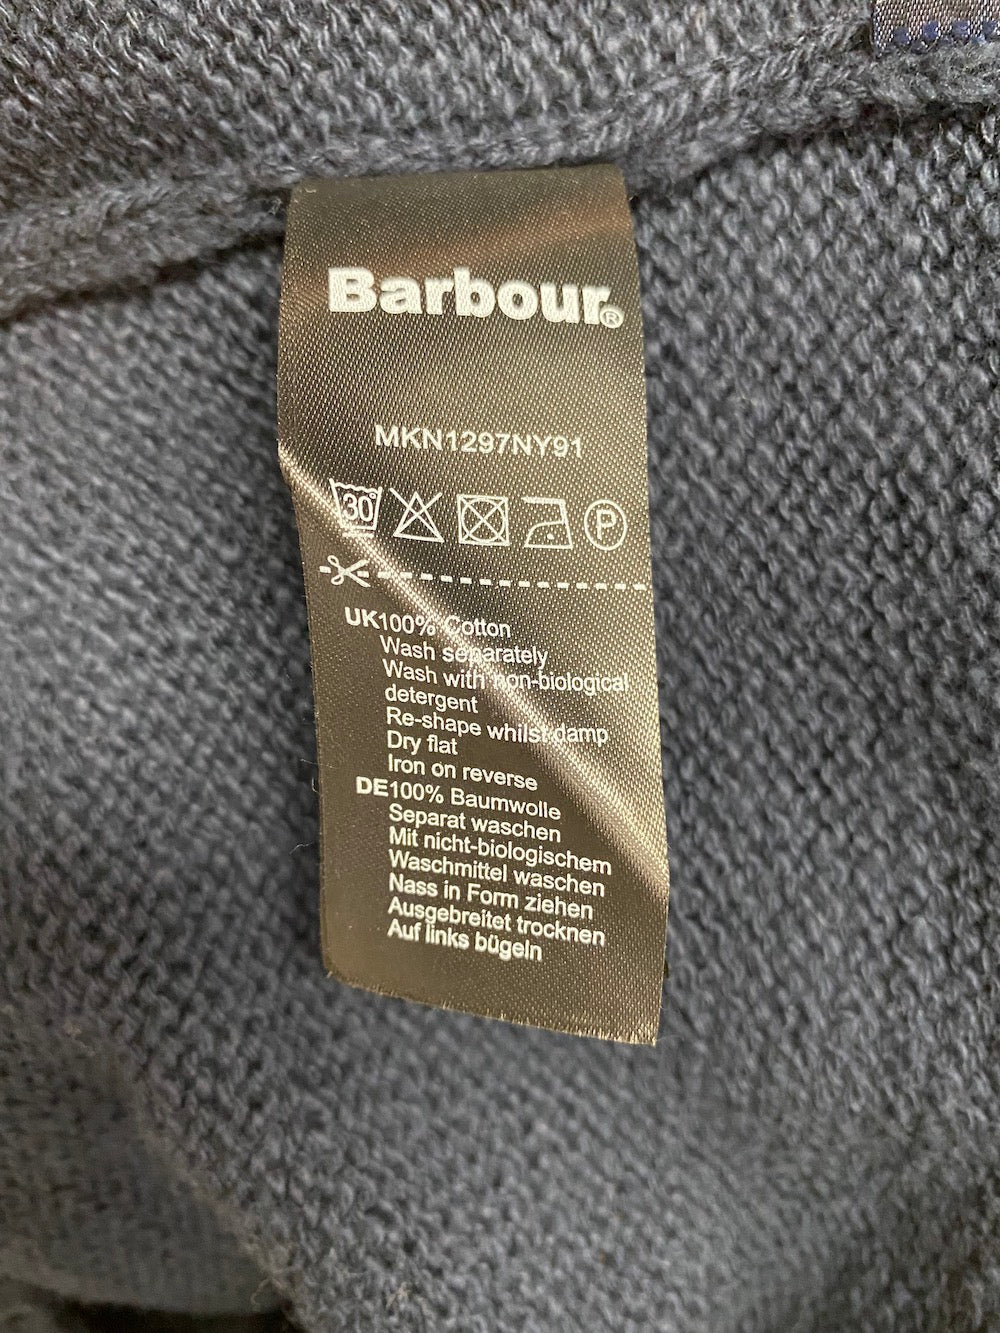 Barbour®
MKN1297NY91
30 P
UK100% Cotton
Wash separately
Wash with non-biological
detergent
Re-shape whilst damp
Dry flat
Iron on reverse
DE100% Baumwolle
Separat waschen
Mit nicht-biologischem
Waschmittel waschen
Nass in Form ziehen
Ausgebreitet trocknen
Auf links bügeln